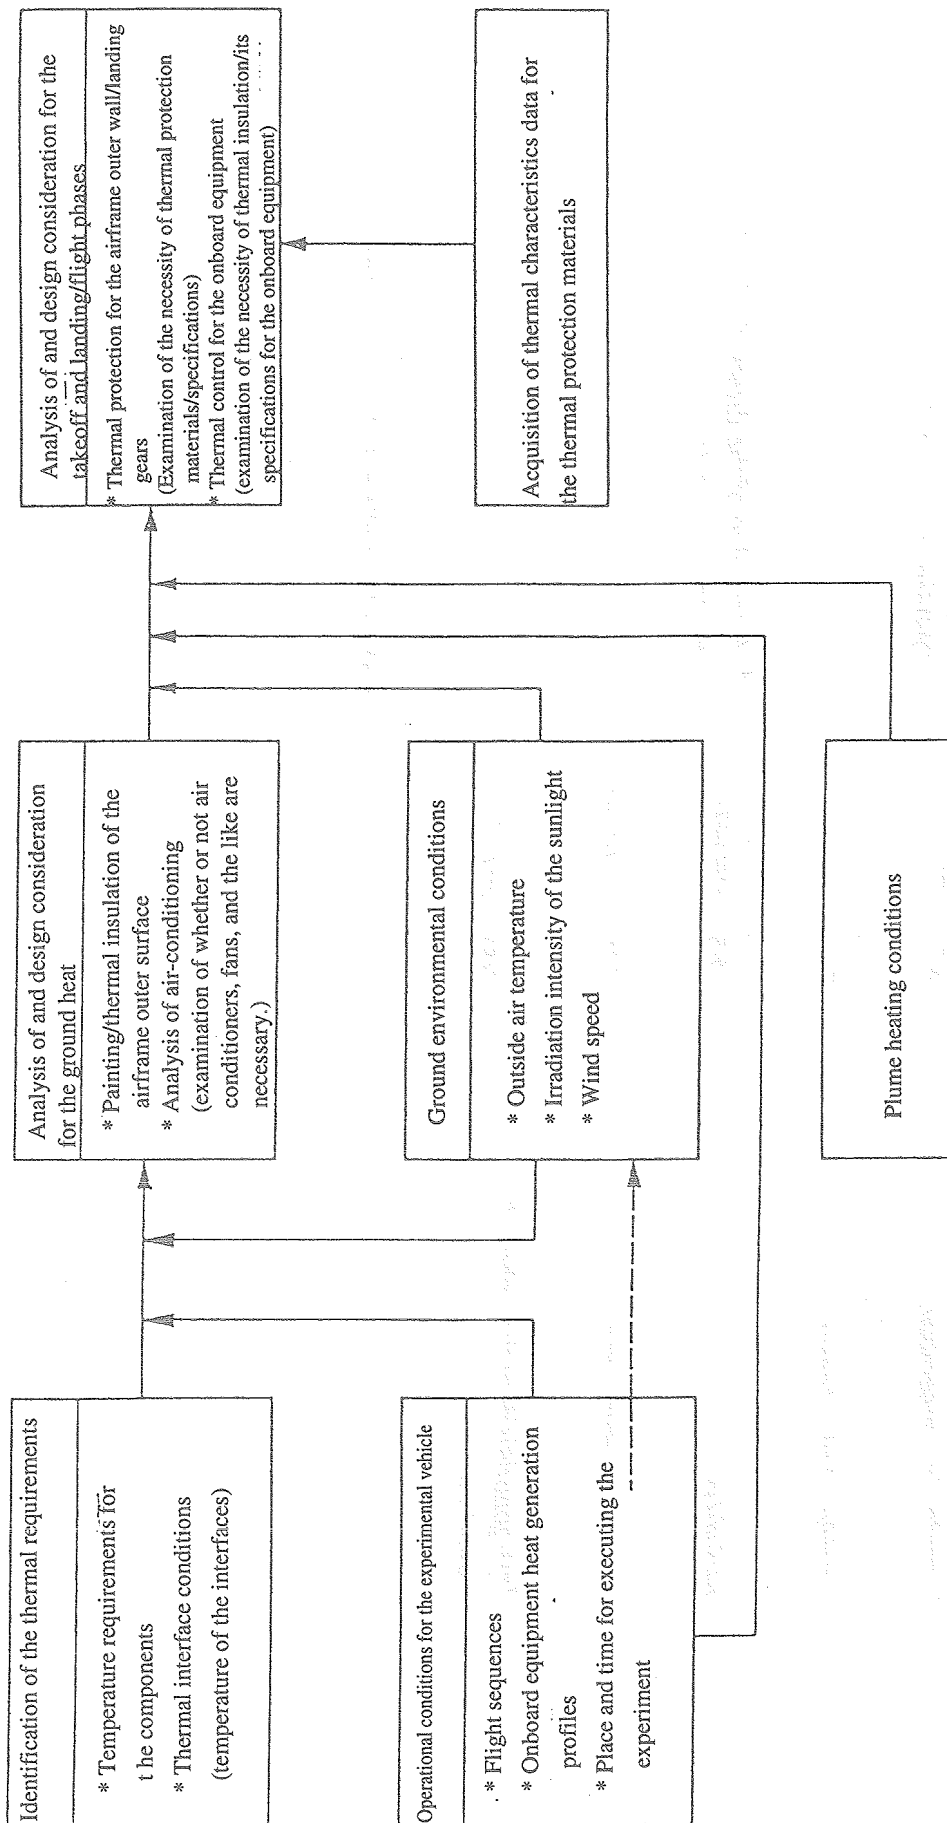 Identification of the thermal requirements
* Temperature requirements for
t he components
* Thermal interface conditions
(temperature of the interfaces)
Operational conditions for the experimental vehicle
* Flight sequences
* Onboard equipment heat generation
profiles
* Place and time for executing the
experiment
Analysis of and design consideration
for the ground heat
* Painting/thermal insulation of the
airframe outer surface
* Analysis of air-conditioning
(examination of whether or not air
conditioners, fans, and the like are
necessary.)
Ground environmental conditions
* Outside air temperature
* Irradiation intensity of the sunlight
* Wind speed
Plume heating conditions
Analysis of and design consideration for the
takeoff and landing/flight phases
* Thermal protection for the airframe outer wall/landing
gears
(Examination of the necessity of thermal protection
materials/specifications)
* Thermal control for the onboard equipment
(examination of the necessity of thermal insulation/its
specifications for the onboard equipment)
Acquisition of thermal characteristics data for
the thermal protection materials